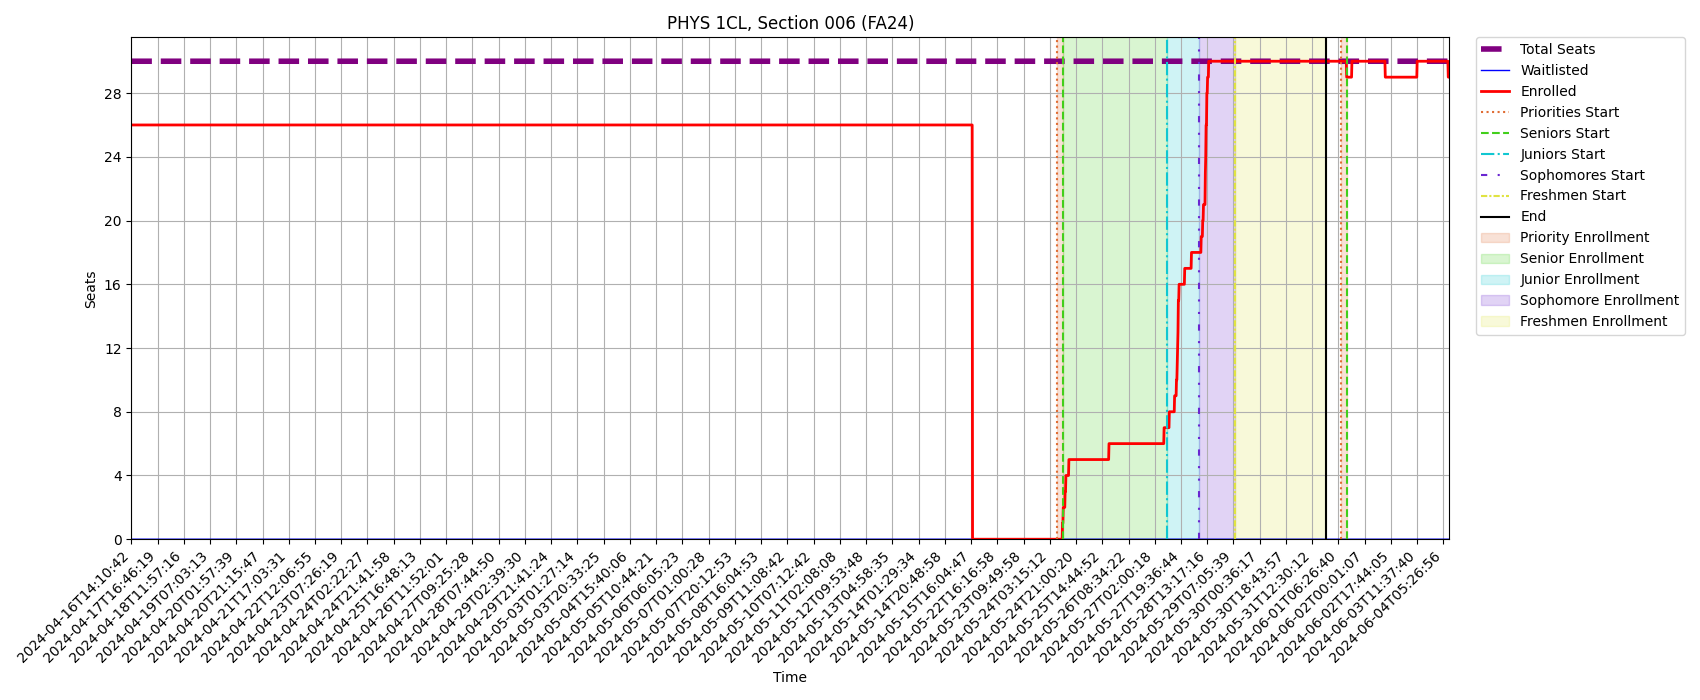 PHYS 1CL, Section 006 (FA24)
Total Seats
Waitlisted
Enrolled
Priorities Start
Seniors Start
Juniors Start
Sophomores Start
Freshmen Start
End
Priority Enrollment
Senior Enrollment
Junior Enrollment
Sophomore Enrollment
Freshmen Enrollment
Seats
28
24
20
16
12
8
4
0
2024-04-16T14:10:42
2024-04-17T16:46:19
2024-04-18T11:57:16
2024-04-19T07:03:13
2024-04-20T01:57:39
2024-04-20T21:15:47
2024-04-21T17:03:31
2024-04-22T12:06:55
2024-04-23T07:26:19
2024-04-24T02:22:27
2024-04-24T21:41:58
2024-04-25T16:48:13
2024-04-26T11:52:01
2024-04-27T09:25:28
2024-04-28T07:44:50
2024-04-29T02:39:30
2024-04-29T21:41:24
2024-05-03T01:27:14
2024-05-03T20:33:25
2024-05-04T15:40:06
2024-05-05T10:44:21
2024-05-06T06:05:23
2024-05-07T01:00:28
2024-05-07T20:12:53
2024-05-08T16:04:53
2024-05-09T11:08:42
2024-05-10T07:12:42
2024-05-11T02:08:08
2024-05-12T09:53:48
2024-05-13T04:58:35
2024-05-14T01:29:34
2024-05-14T20:48:58
2024-05-15T16:04:47
2024-05-22T16:16:58
2024-05-23T09:49:58
2024-05-24T03:15:12
2024-05-24T21:00:20
2024-05-25T14:44:52
2024-05-26T08:34:22
2024-05-27T02:00:18
2024-05-27T19:36:44
2024-05-28T13:17:16
2024-05-29T07:05:39
2024-05-30T00:36:17
2024-05-30T18:43:57
2024-05-31T12:30:12
2024-06-01T06:26:40
2024-06-02T00:01:07
2024-06-02T17:44:05
2024-06-03T11:37:40
2024-06-04T05:26:56
Time